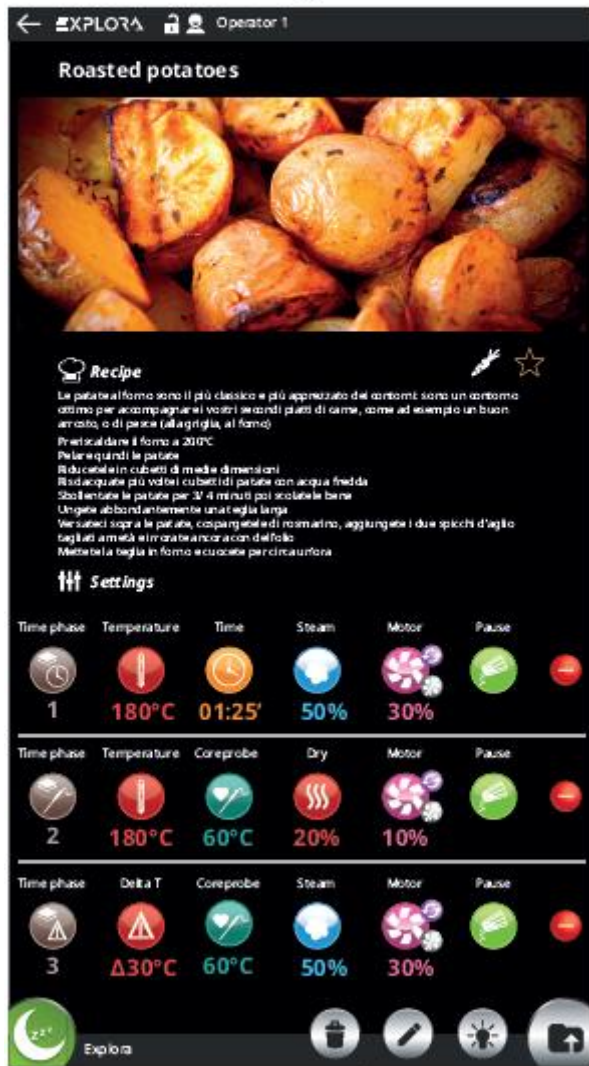 EXPLORA Operator 1
Roasted potatoes
Recipe
Le patate al forno sono il più classico e più apprezzato dei contorni: sono un contorno
ottimo per accompagnare i vostri secondi piatti di carne, come ad esempio un buon
arrosto, o di pesce (alla griglia, al forno)
Preriscaldare il forno a 200°C
Pelare quindi le patate
Riducetele in cubetti di medie dimensioni
Risciacquate più volte i cubetti di patate con acqua fredda
Sbollentate le patate per 3/ 4 minuti poi scolatele bene
Ungete abbondantemente una teglia larga
Versateci sopra le patate, cospargetele di rosmarino, aggiungete i due spicchi d'aglio
tagliati a metà e irrorate ancora con dell'olio
Mettete la teglia in forno e cuocete per circa un'ora
Settings
Time phase Temperature Time Steam Motor Pause
1 180°C 01:25' 50% 30%
Time phase Temperature Coreprobe Dry Motor Pause
2 180°C 60°C 20% 10%
Time phase Delta T Coreprobe Steam Motor Pause
3 Δ30°C 60°C 50% 30%
zzz
Explora